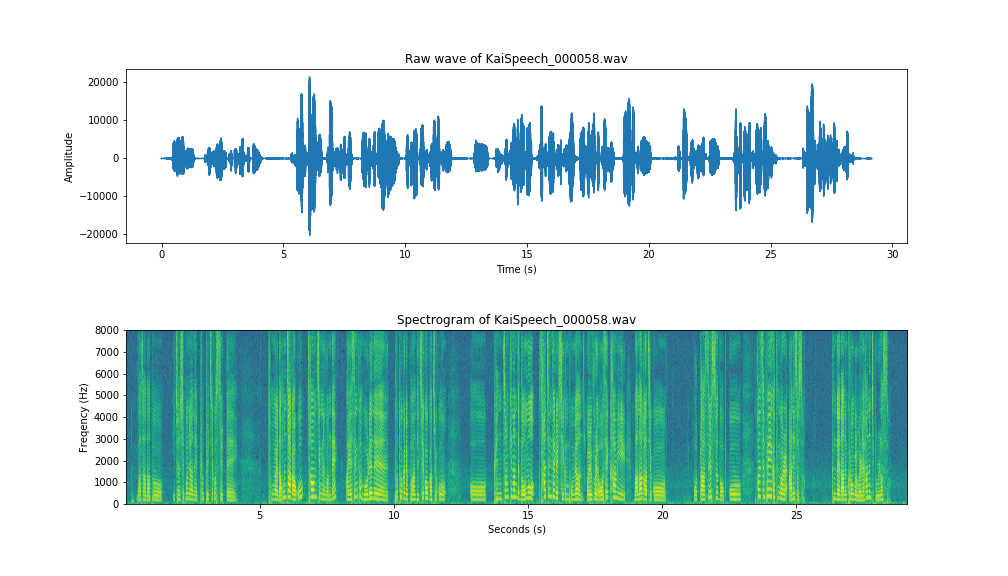 Raw wave of KaiSpeech_000058.wav
20000
10000
0
−10000
−20000
Amplitude
0 5 10 15 20 25 30
Time (s)
Spectrogram of KaiSpeech_000058.wav
8000
7000
6000
5000
4000
3000
2000
1000
0
Freqency (Hz)
5 10 15 20 25
Seconds (s)